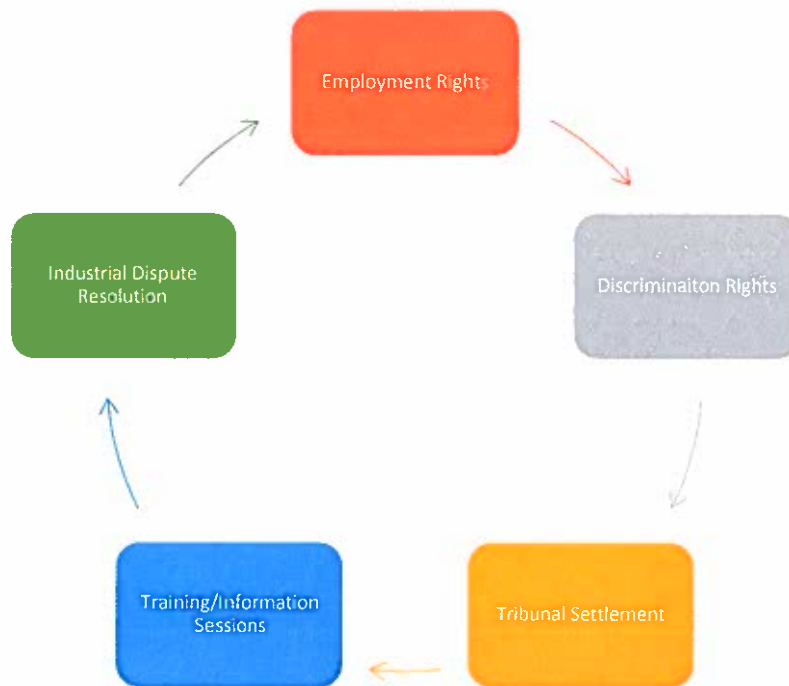 Employment Rights
Discriminaiton Rights
Tribunal Settlement
Training/Information
Sessions
Industrial Dispute
Resolution